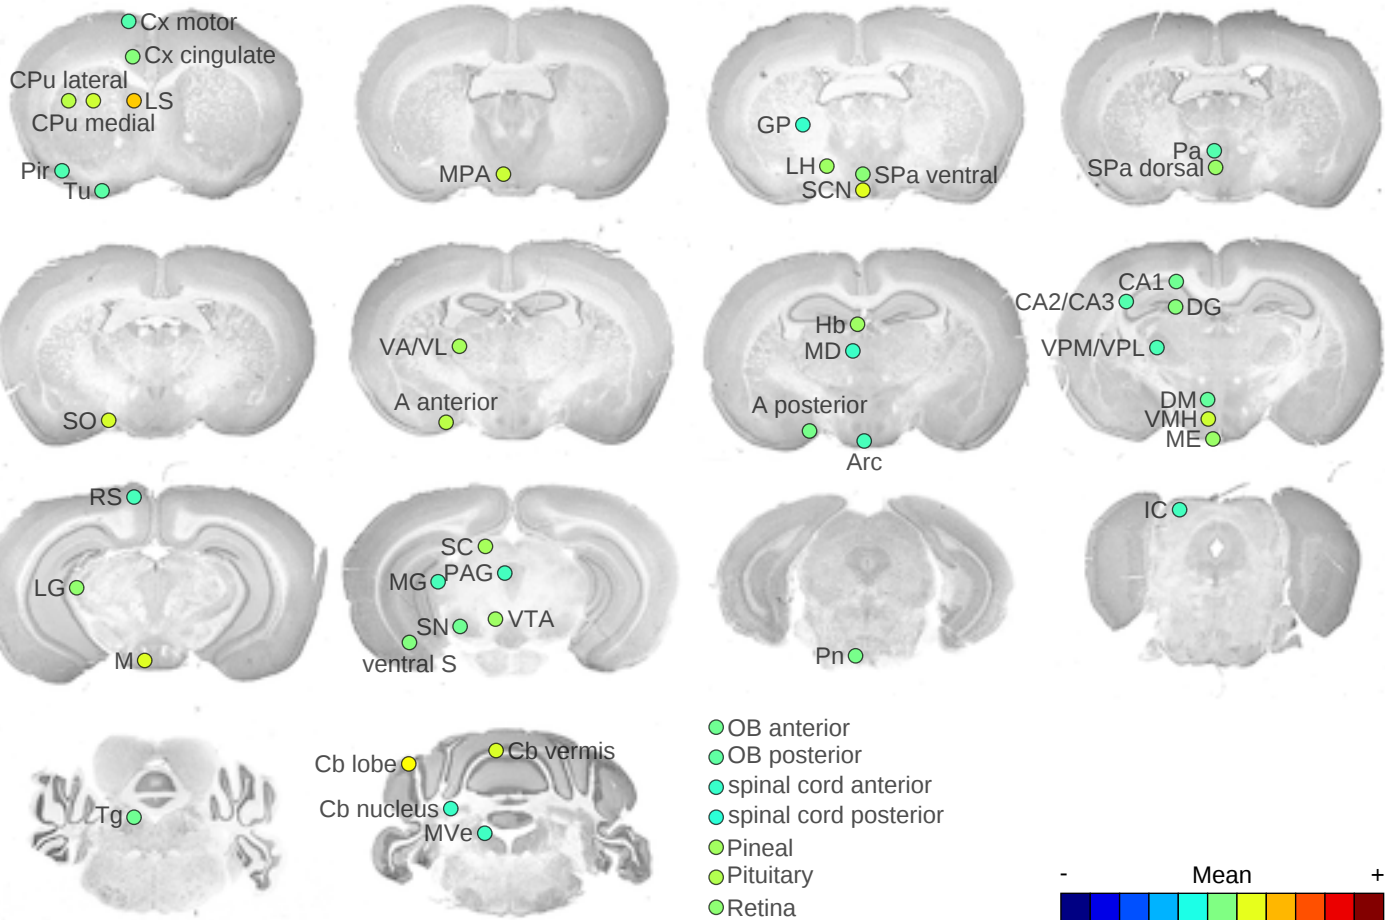 Cx motor
Cx cingulate
CPu lateral
LS
CPu medial
Pir
Tu
MPA
GP
LH
SPa ventral
SCN
Pa
SPa dorsal
SO
VA/VL
A anterior
Hb
MD
A posterior
Arc
CA1
CA2/CA3
DG
VPM/VPL
DM
VMH
ME
RS
LG
M
SC
MG
PAG
SN
VTA
ventral S
Pn
IC
Tg
Cb lobe
Cb vermis
Cb nucleus
MVe
OB anterior
OB posterior
spinal cord anterior
spinal cord posterior
Pineal
Pituitary
Retina
- Mean +